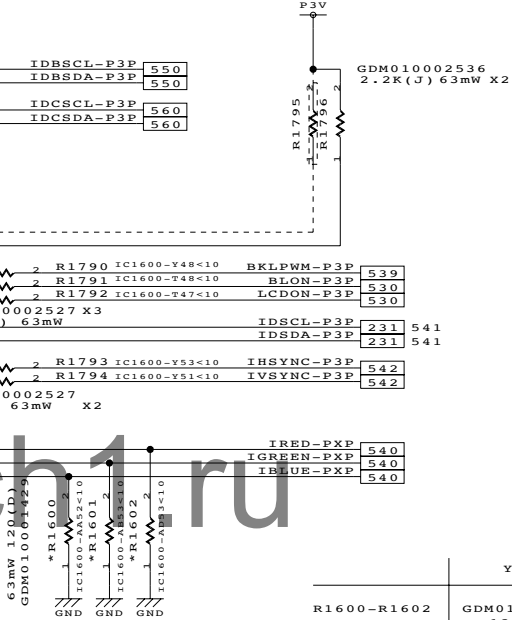 P3V
IDBSCL-P3P 550
IDBSDA-P3P 550
IDCSCL-P3P 560
IDCSDA-P3P 560
GDM010002536
2.2K(J) 63mW X2
R1795
R1796
2 R1790 IC1600-Y48<10 BKLPWM-P3P 539
2 R1791 IC1600-T48<10 BLON-P3P 530
2 R1792 IC1600-T47<10 LCDON-P3P 530
0002527 X3
) 63mW
IDSCL-P3P 231 541
IDSDA-P3P 231 541
2 R1793 IC1600-Y53<10 IHSYNC-P3P 542
2 R1794 IC1600-Y51<10 IVSYNC-P3P 542
0002527
63mW X2
IRED-PXP 540
IGREEN-PXP 540
IBLUE-PXP 540
ch1.ru
63mW 120(D)
GDM010001429
*R1600
IC1600-AA52<10
*R1601
IC1600-AB53<10
*R1602
IC1600-AD53<10
GND GND GND
Y
R1600-R1602 GDM01